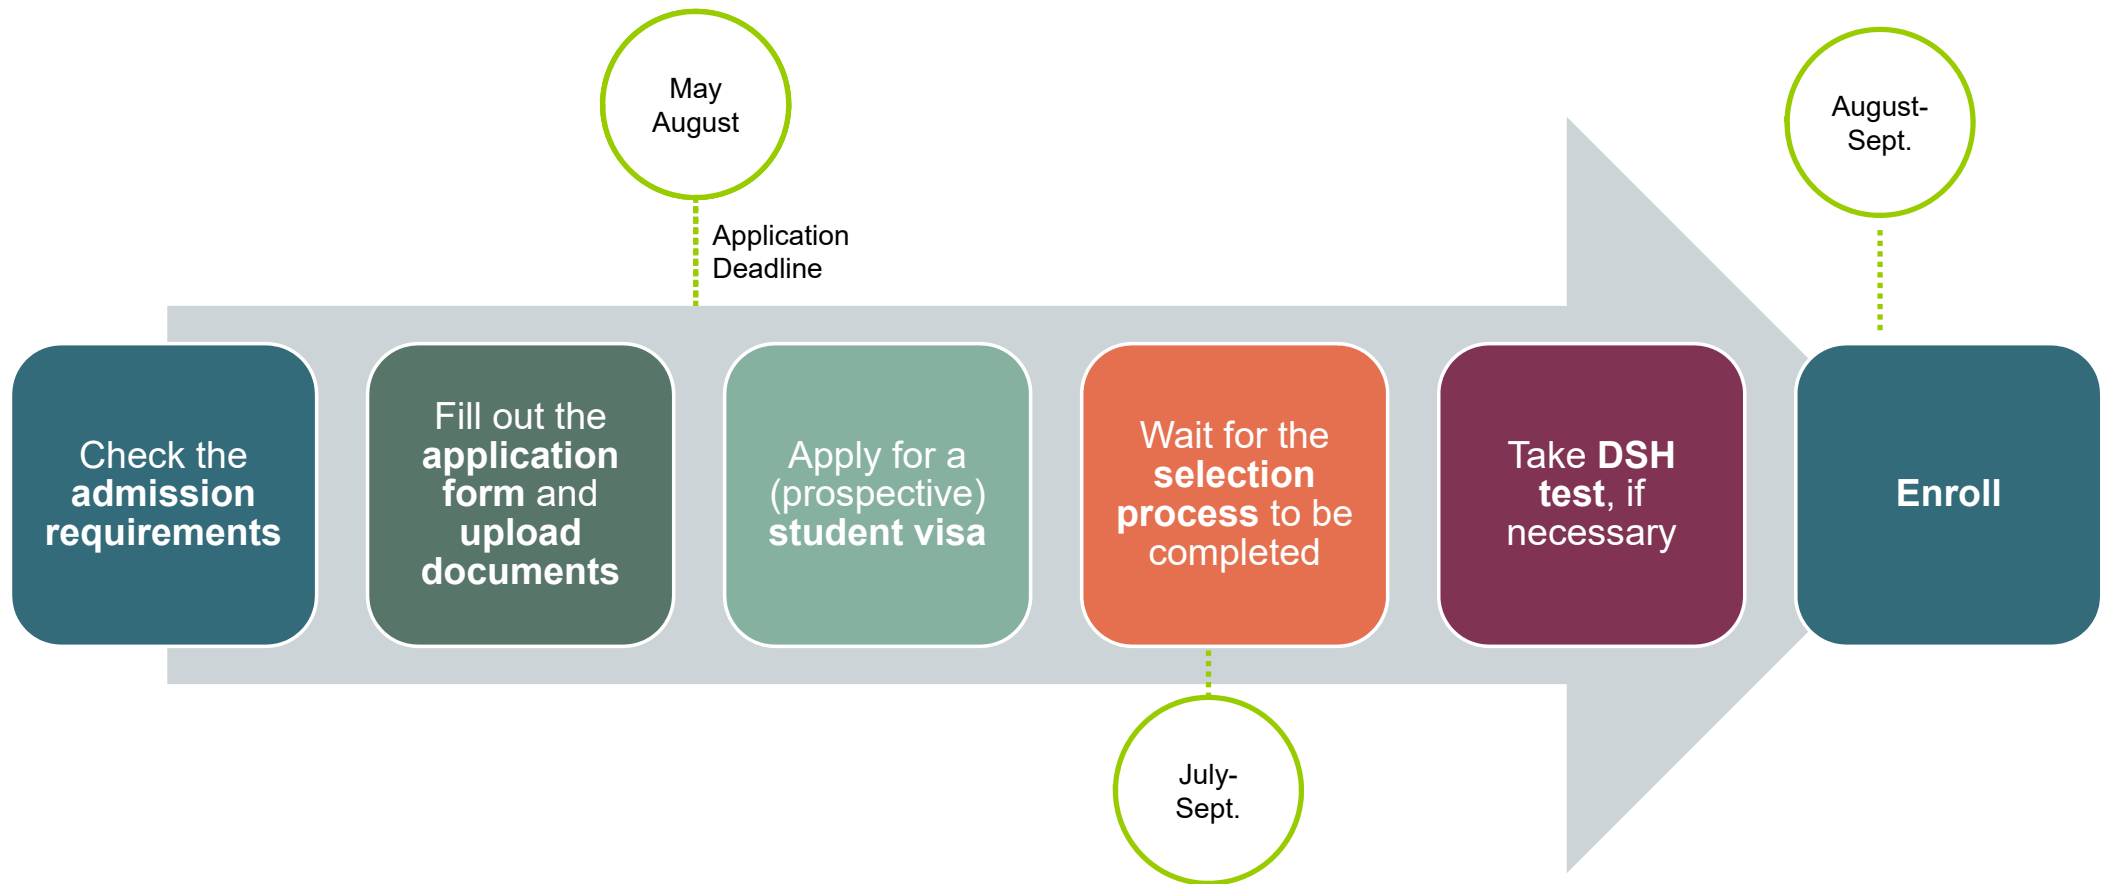 May
August
August-
Sept.
Application
Deadline
Check the
admission
requirements
Fill out the
application
form and
upload
documents
Apply for a
(prospective)
student visa
Wait for the
selection
process to be
completed
Take DSH
test, if
necessary
Enroll
July-
Sept.